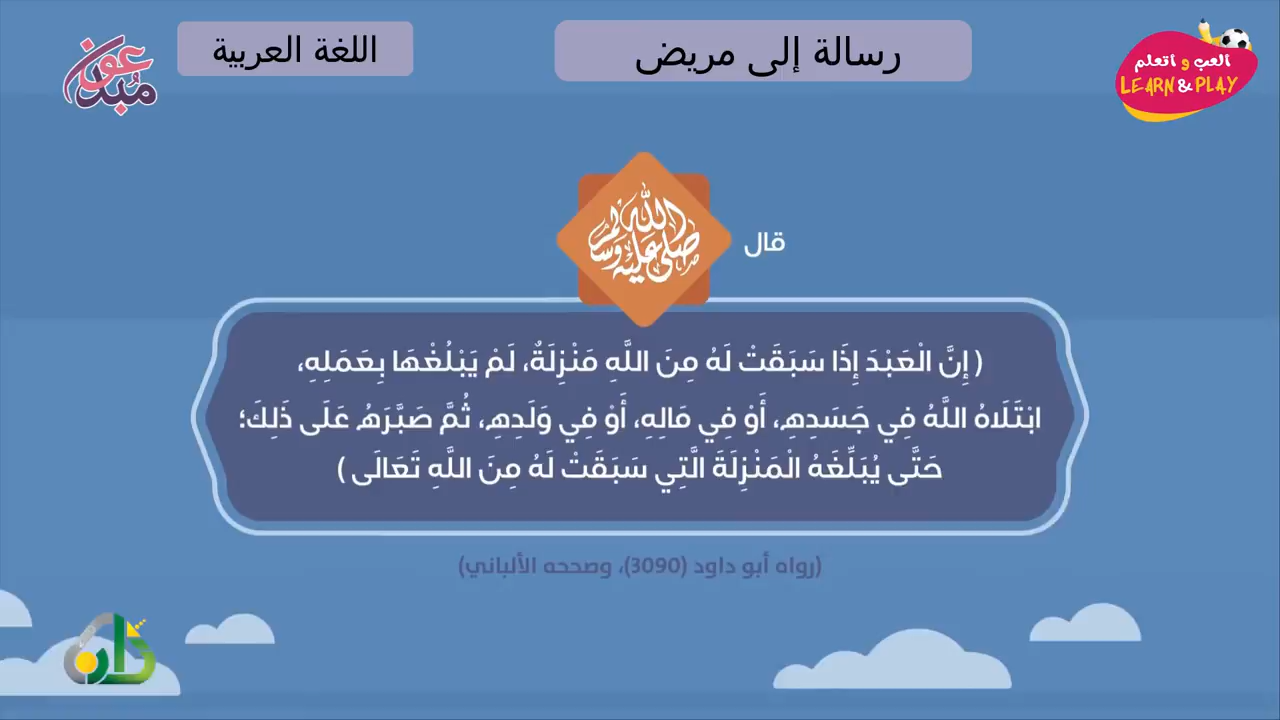 العب و أتعلم
LEARN & PLAY
رسالة إلى مريض
اللغة العربية
مبدعون
قال
صلى الله عليه وسلم
( إِنَّ الْعَبْدَ إِذَا سَبَقَتْ لَهُ مِنَ اللَّهِ مَنْزِلَةٌ، لَمْ يَبْلُغْهَا بِعَمَلِهِ،
ابْتَلَاهُ اللَّهُ فِي جَسَدِهِ، أَوْ فِي مَالِهِ، أَوْ فِي وَلَدِهِ، ثُمَّ صَبَّرَهُ عَلَى ذَلِكَ؛
حَتَّى يُبَلِّغَهُ الْمَنْزِلَةَ الَّتِي سَبَقَتْ لَهُ مِنَ اللَّهِ تَعَالَى )
(رواه أبو داود (3090)، وصححه الألباني)